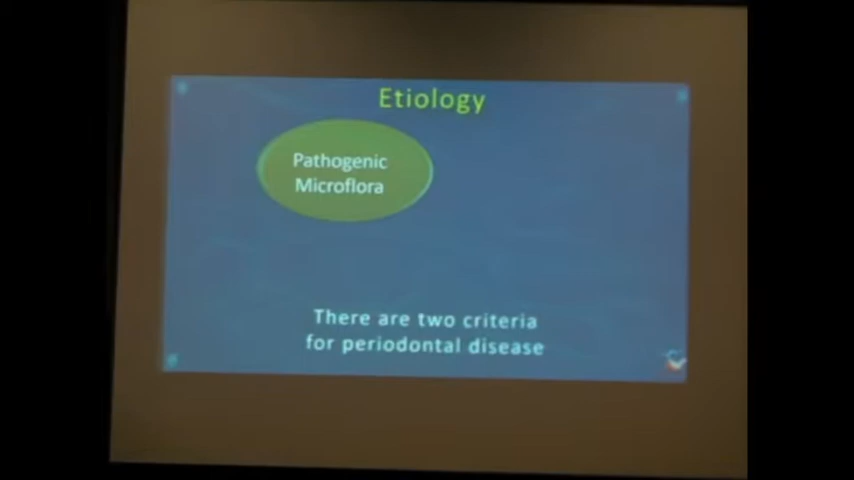 Etiology
Pathogenic
Microflora
There are two criteria
for periodontal disease